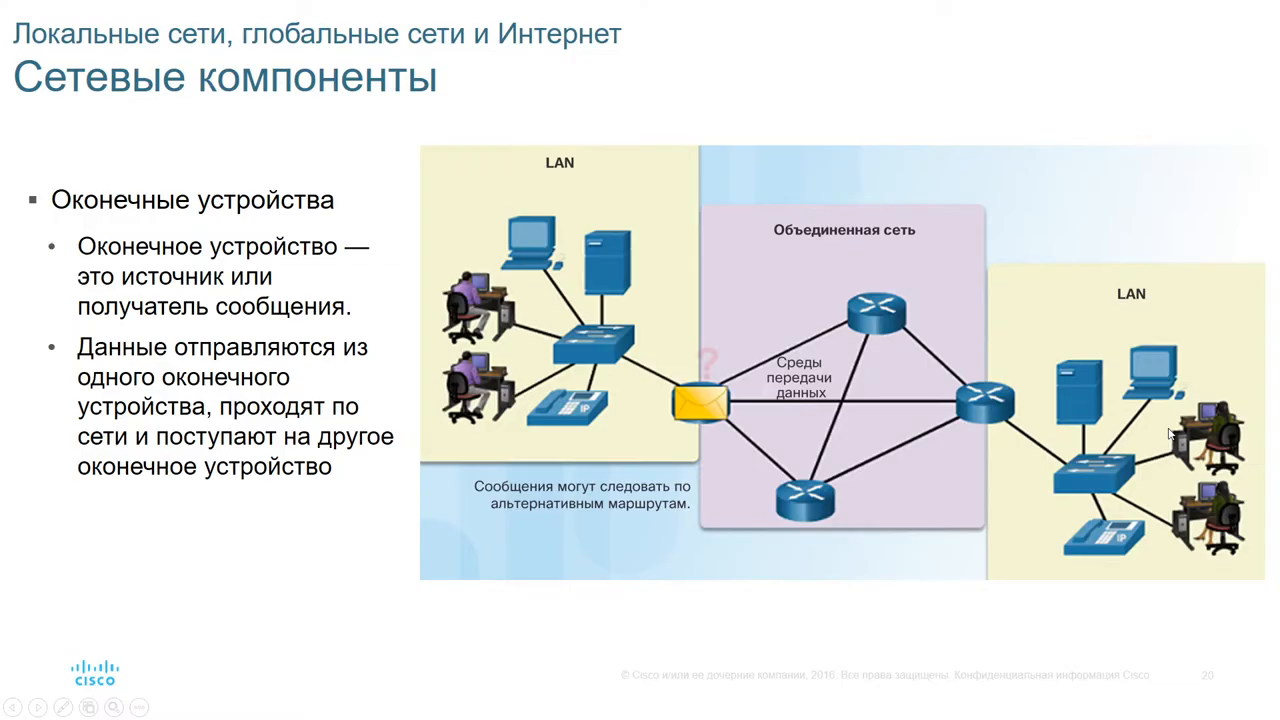 Локальные сети, глобальные сети и Интернет
Сетевые компоненты
LAN
▪ Оконечные устройства
• Оконечное устройство —
это источник или
получатель сообщения.
• Данные отправляются из
одного оконечного
устройства, проходят по
сети и поступают на другое
оконечное устройство
Объединенная сеть
LAN
?
Среды
передачи
данных
IP
Сообщения могут следовать по
альтернативным маршрутам.
IP
CISCO
© Cisco и/или ее дочерние компании, 2016. Все права защищены. Конфиденциальная информация Cisco
20